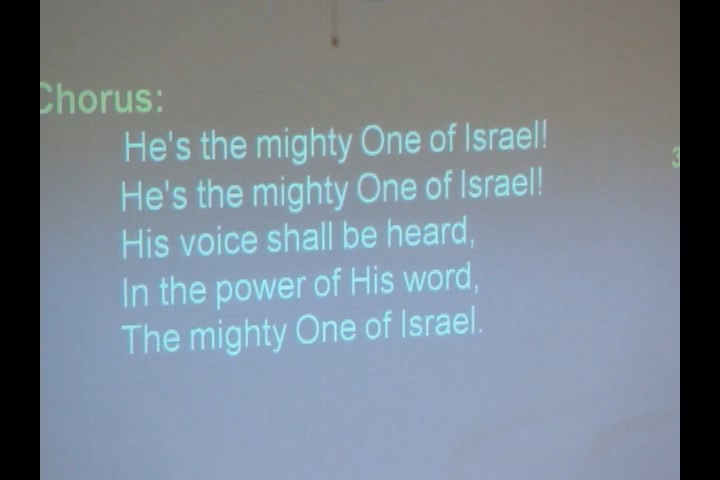 Chorus:
He's the mighty One of Israel!
He's the mighty One of Israel!
His voice shall be heard,
In the power of His word,
The mighty One of Israel.